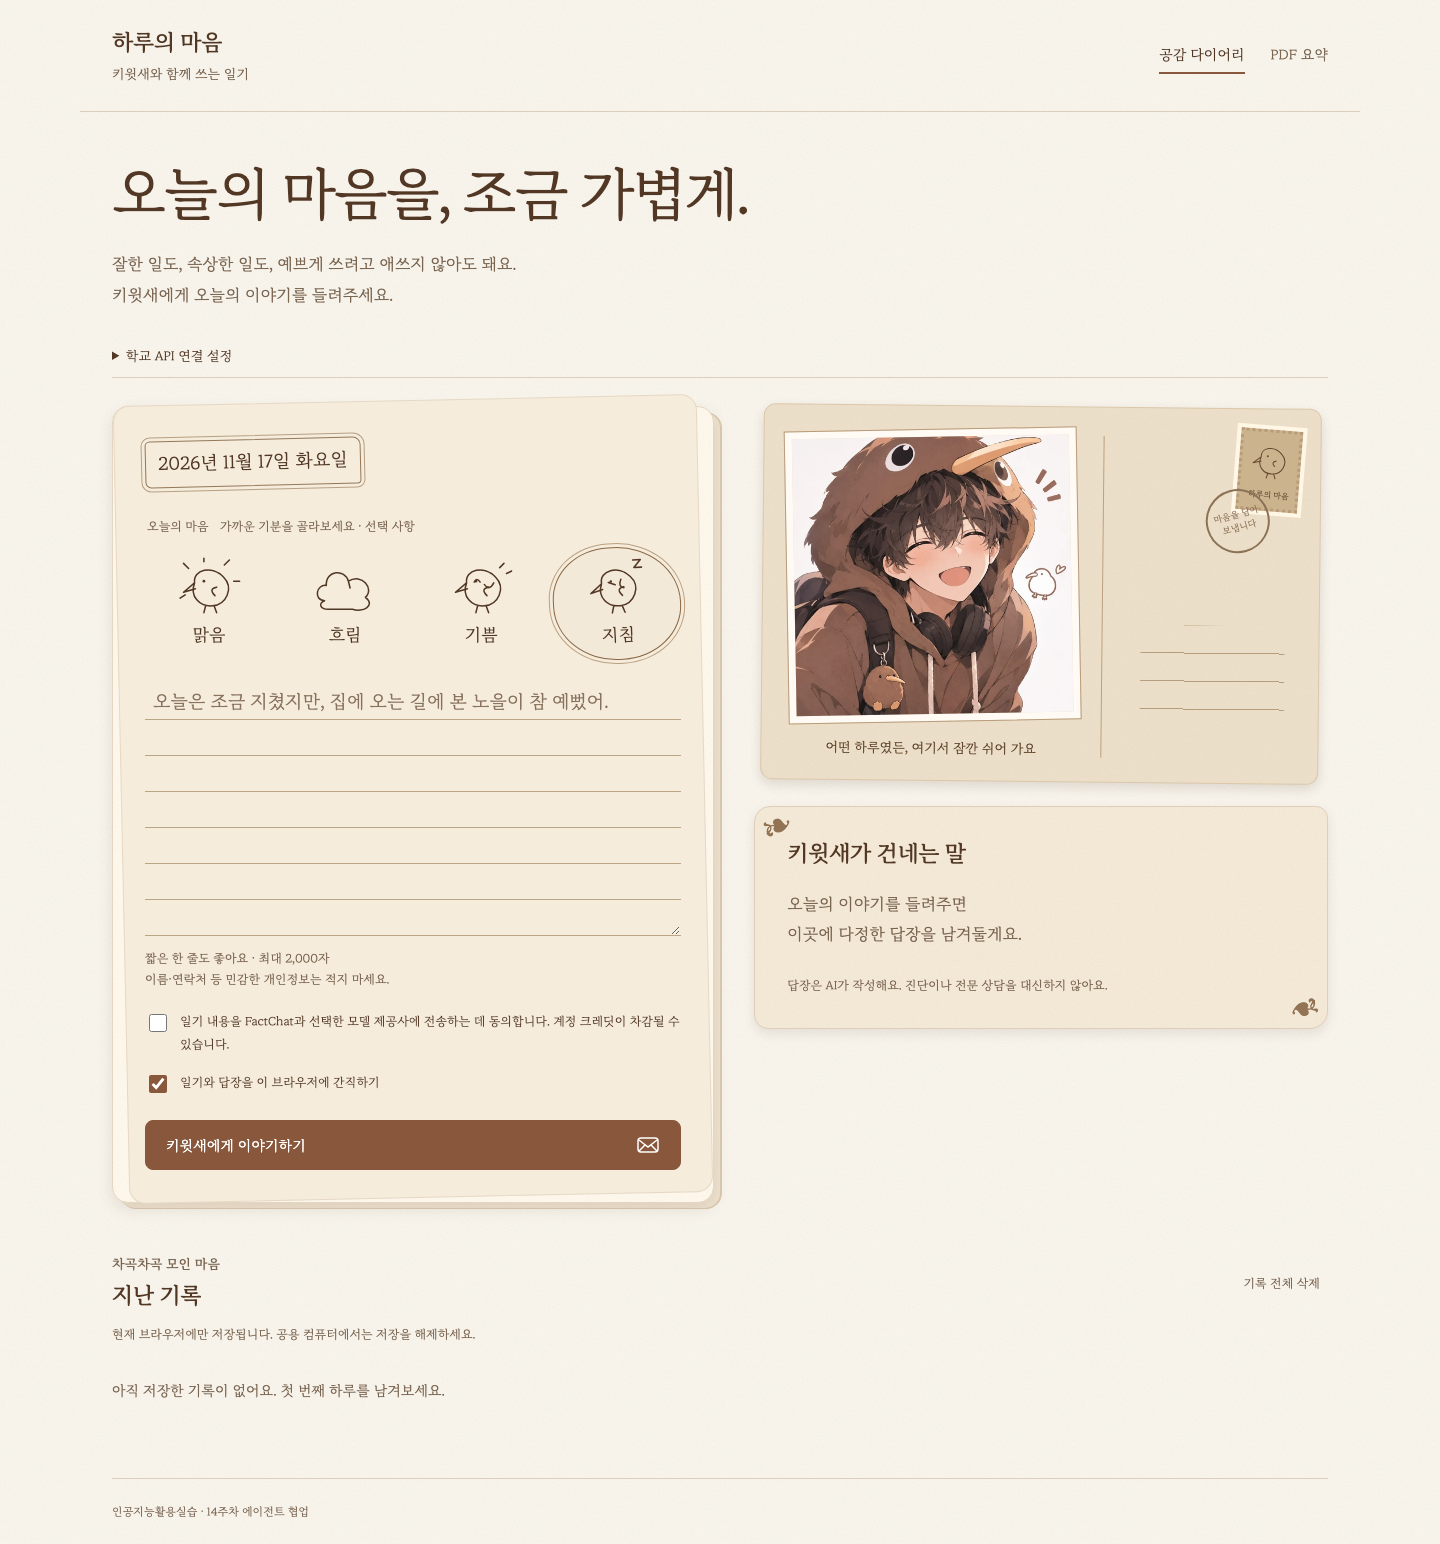 하루의 마음
키윗새와 함께 쓰는 일기
공감 다이어리
PDF 요약
오늘의 마음을, 조금 가볍게.
잘한 일도, 속상한 일도, 예쁘게 쓰려고 애쓰지 않아도 돼요.
키윗새에게 오늘의 이야기를 들려주세요.
학교 API 연결 설정
2026년 11월 17일 화요일
오늘의 마음 가까운 기분을 골라보세요 · 선택 사항
맑음
흐림
기쁨
z
지침
오늘은 조금 지쳤지만, 집에 오는 길에 본 노을이 참 예뻤어.
짧은 한 줄도 좋아요 · 최대 2,000자
이름·연락처 등 민감한 개인정보는 적지 마세요.
일기 내용을 FactChat과 선택한 모델 제공사에 전송하는 데 동의합니다. 계정 크레딧이 차감될 수
있습니다.
일기와 답장을 이 브라우저에 간직하기
키윗새에게 이야기하기
하루의 마음
마음을 담아
보냅니다
어떤 하루였든, 여기서 잠깐 쉬어 가요
키윗새가 건네는 말
오늘의 이야기를 들려주면
이곳에 다정한 답장을 남겨둘게요.
답장은 AI가 작성해요. 진단이나 전문 상담을 대신하지 않아요.
차곡차곡 모인 마음
지난 기록
기록 전체 삭제
현재 브라우저에만 저장됩니다. 공용 컴퓨터에서는 저장을 해제하세요.
아직 저장한 기록이 없어요. 첫 번째 하루를 남겨보세요.
인공지능활용실습 · 14주차 에이전트 협업